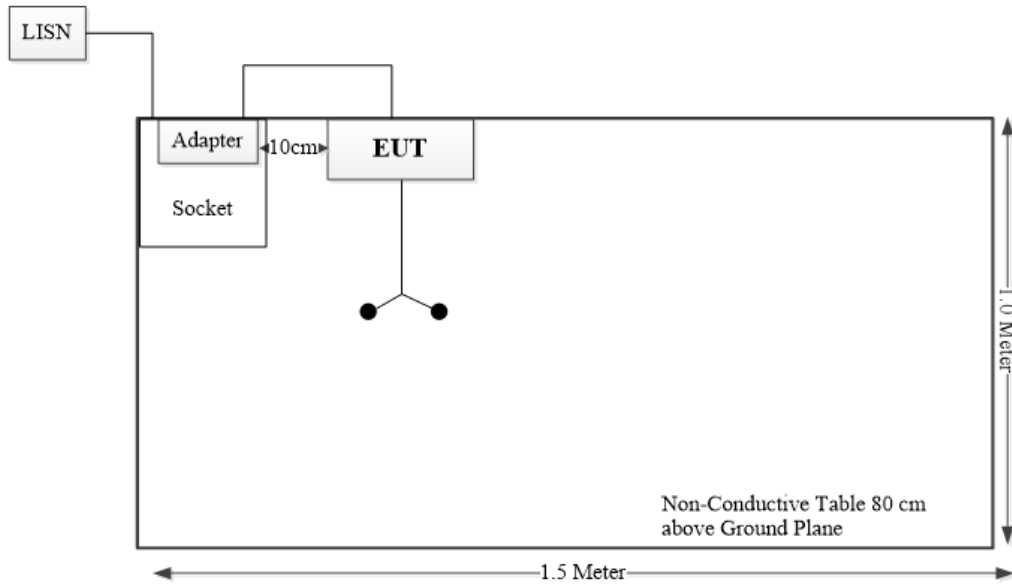 LISN
Adapter
10cm
EUT
Socket
1.0 Meter
Non-Conductive Table 80 cm
above Ground Plane
1.5 Meter